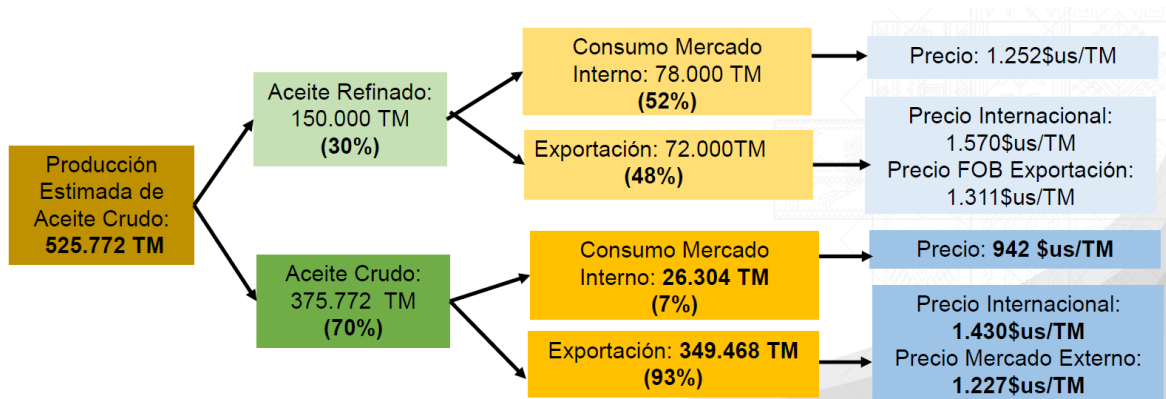 Producción
Estimada de
Aceite Crudo:
525.772 TM
Aceite Refinado:
150.000 TM
(30%)
Aceite Crudo:
375.772 TM
(70%)
Consumo Mercado
Interno: 78.000 TM
(52%)
Exportación: 72.000TM
(48%)
Consumo Mercado
Interno: 26.304 TM
(7%)
Exportación: 349.468 TM
(93%)
Precio: 1.252$us/TM
Precio Internacional:
1.570$us/TM
Precio FOB Exportación:
1.311$us/TM
Precio: 942 $us/TM
Precio Internacional:
1.430$us/TM
Precio Mercado Externo:
1.227$us/TM